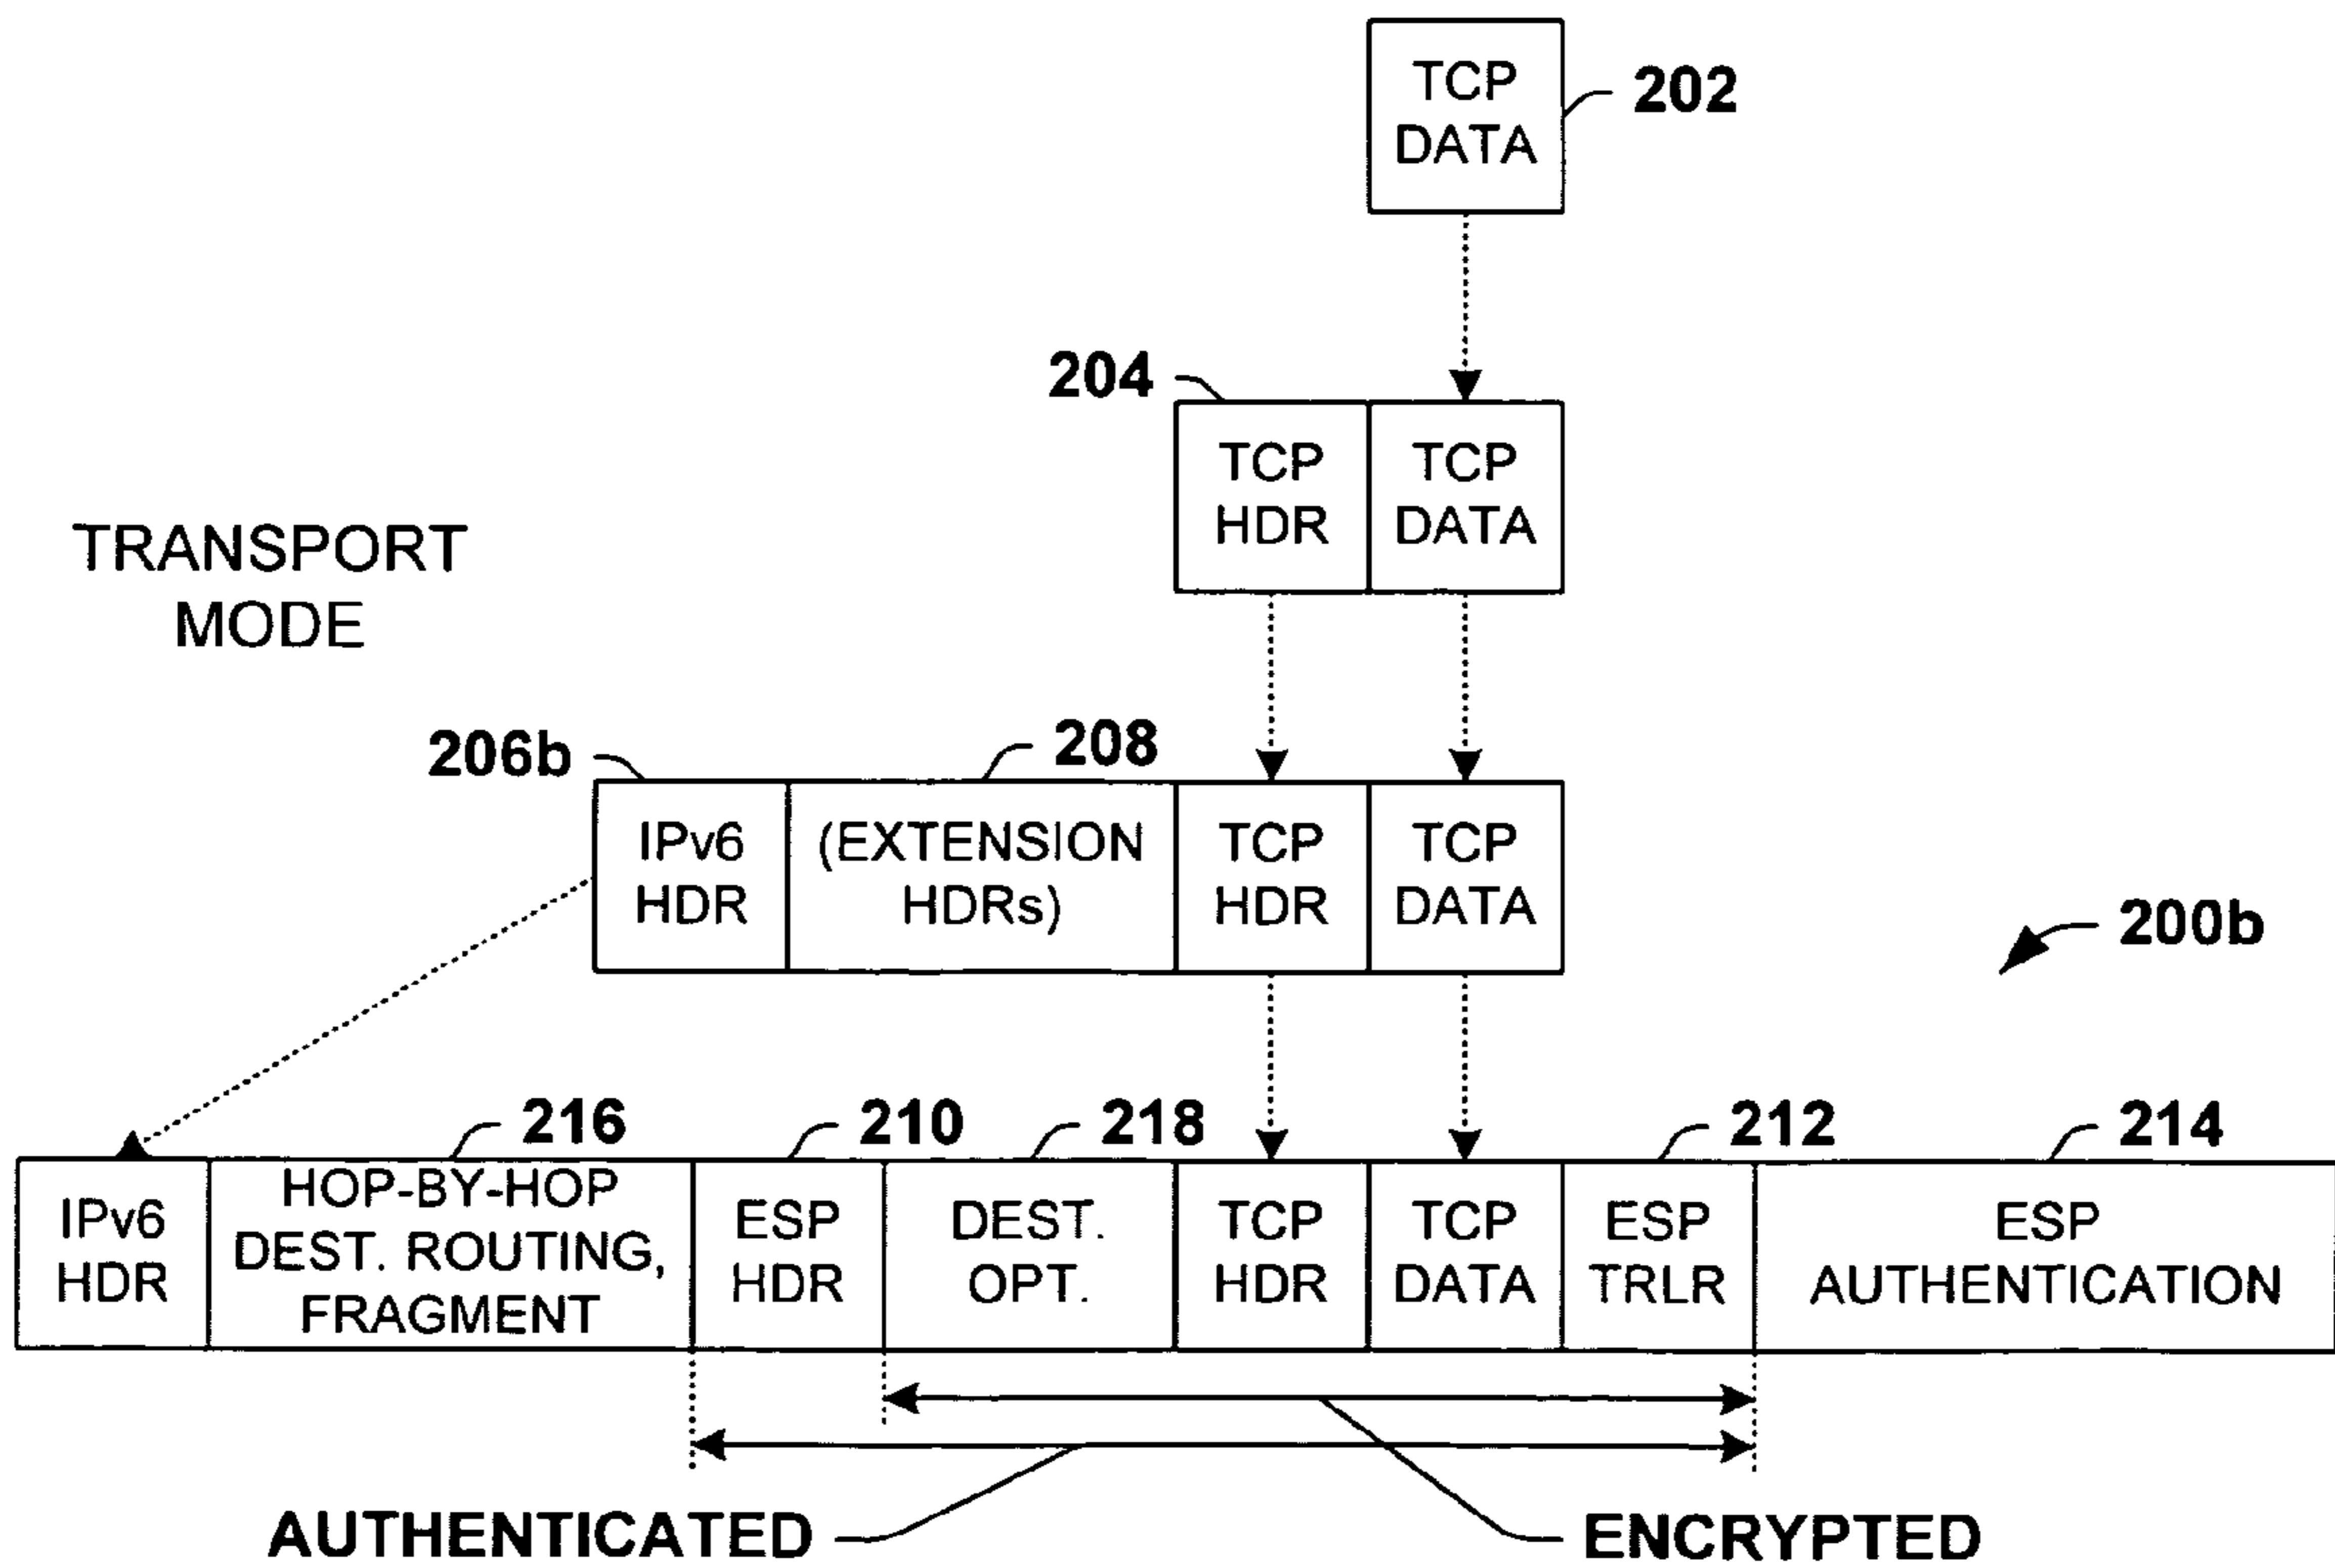 TCP
DATA
202
204
TCP
HDR
TCP
DATA
TRANSPORT
MODE
206b
208
IPv6
HDR
(EXTENSION
HDRs)
TCP
HDR
TCP
DATA
200b
216
210
218
212
214
IPv6
HDR
HOP-BY-HOP
DEST. ROUTING,
FRAGMENT
ESP
HDR
DEST.
OPT.
TCP
HDR
TCP
DATA
ESP
TRLR
ESP
AUTHENTICATION
AUTHENTICATED
ENCRYPTED